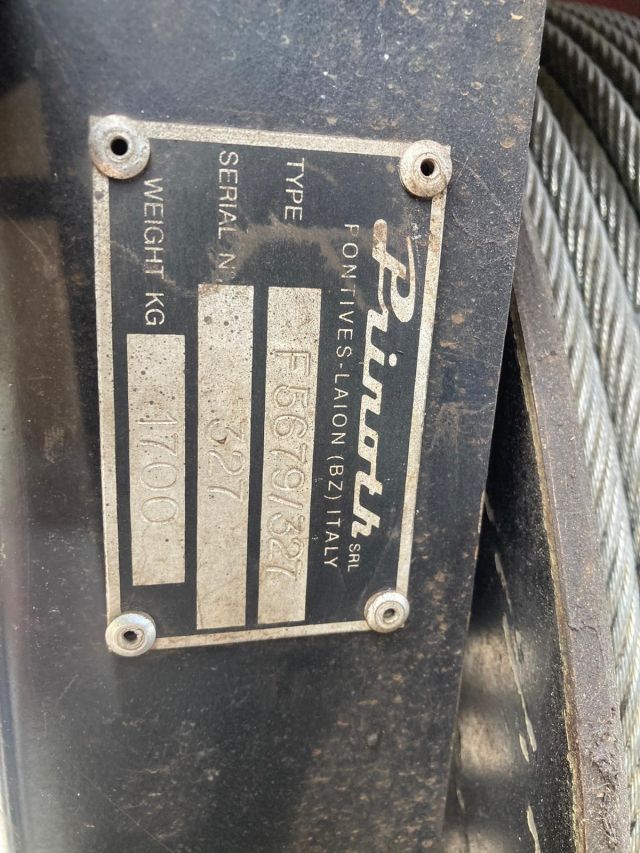 Prinoth SRL
PONTIVES-LAION (BZ) ITALY
TYPE F5679/327
SERIAL N. 327
WEIGHT KG 1700